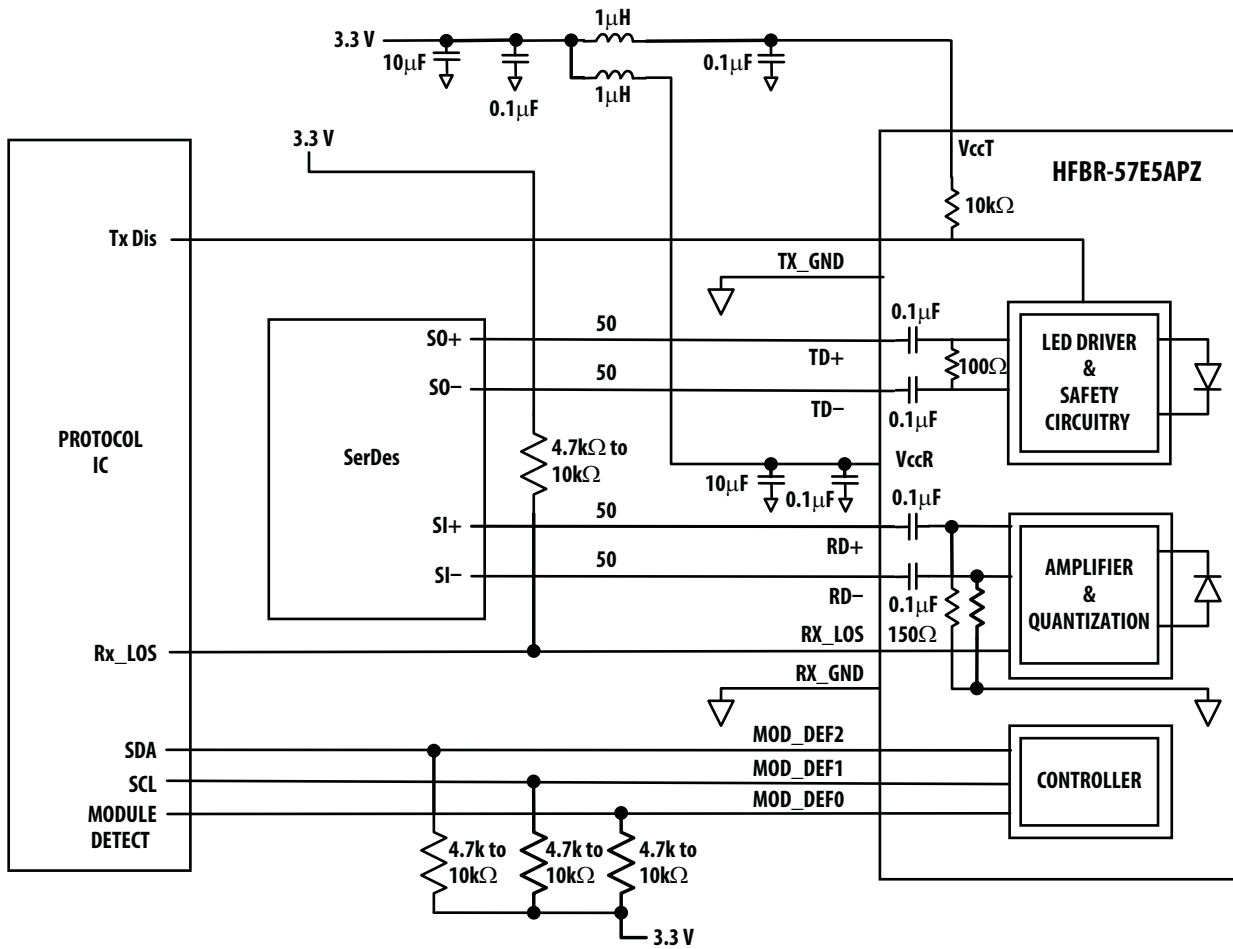 1μH
3.3 V
10μF
0.1μF
0.1μF
1μH
3.3 V
VccT
HFBR-57E5APZ
10kΩ
Tx Dis
TX_GND
SO+
50
TD+
0.1μF
SO−
50
TD−
0.1μF
100Ω
LED DRIVER
&
SAFETY
CIRCUITRY
PROTOCOL
IC
SerDes
4.7kΩ to
10kΩ
VccR
10μF
0.1μF
SI+
50
RD+
0.1μF
SI−
50
RD−
0.1μF
AMPLIFIER
&
QUANTIZATION
Rx_LOS
RX_LOS
150Ω
RX_GND
SDA
MOD_DEF2
SCL
MOD_DEF1
MODULE
DETECT
MOD_DEF0
CONTROLLER
4.7k to
10kΩ
4.7k to
10kΩ
4.7k to
10kΩ
3.3 V